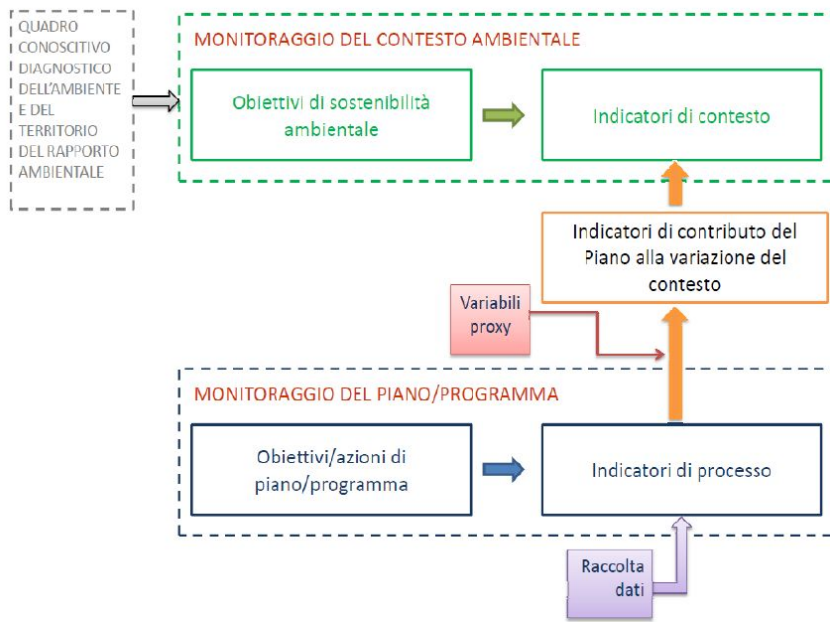 QUADRO
CONOSCITIVO
DIAGNOSTICO
DELL'AMBIENTE
E DEL
TERRITORIO
DEL RAPPORTO
AMBIENTALE
MONITORAGGIO DEL CONTESTO AMBIENTALE
Obiettivi di sostenibilità
ambientale
Indicatori di contesto
Indicatori di contributo del
Piano alla variazione del
contesto
Variabili
proxy
MONITORAGGIO DEL PIANO/PROGRAMMA
Obiettivi/azioni di
piano/programma
Indicatori di processo
Raccolta
dati